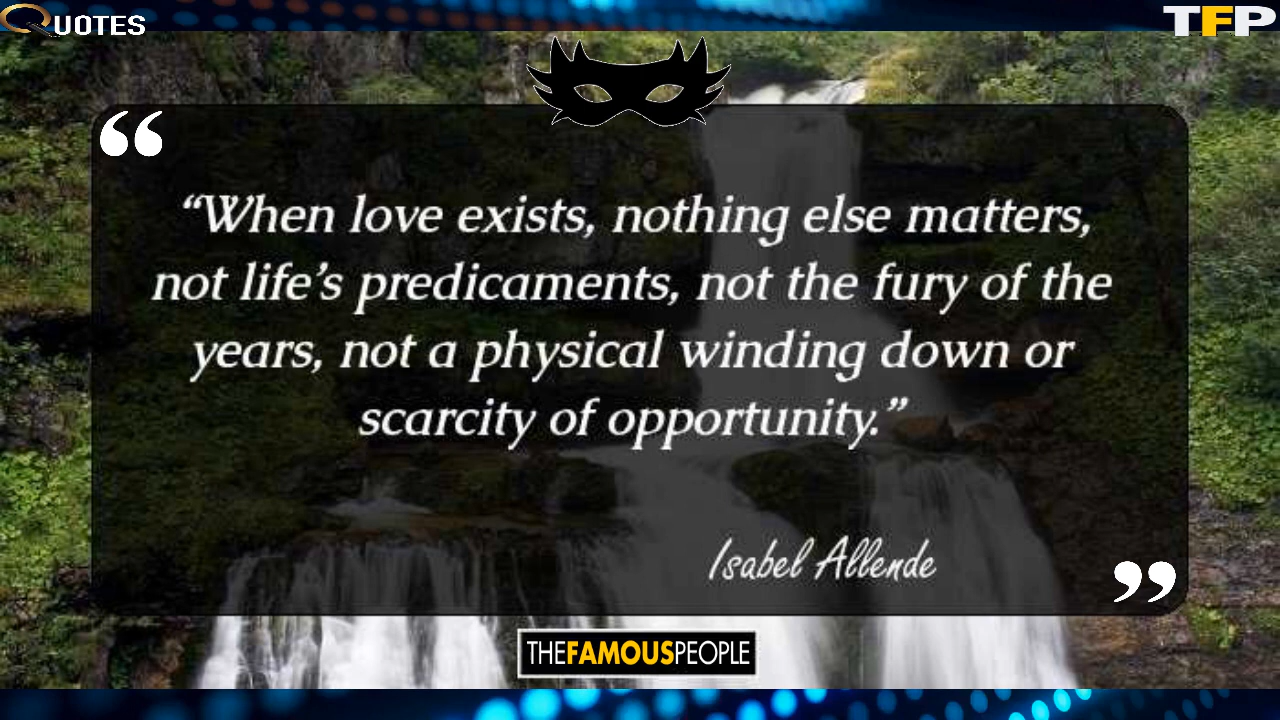 QUOTES
TFP
“
“When love exists, nothing else matters,
not life’s predicaments, not the fury of the
years, not a physical winding down or
scarcity of opportunity.”
Isabel Allende
”
THEFAMOUSPEOPLE